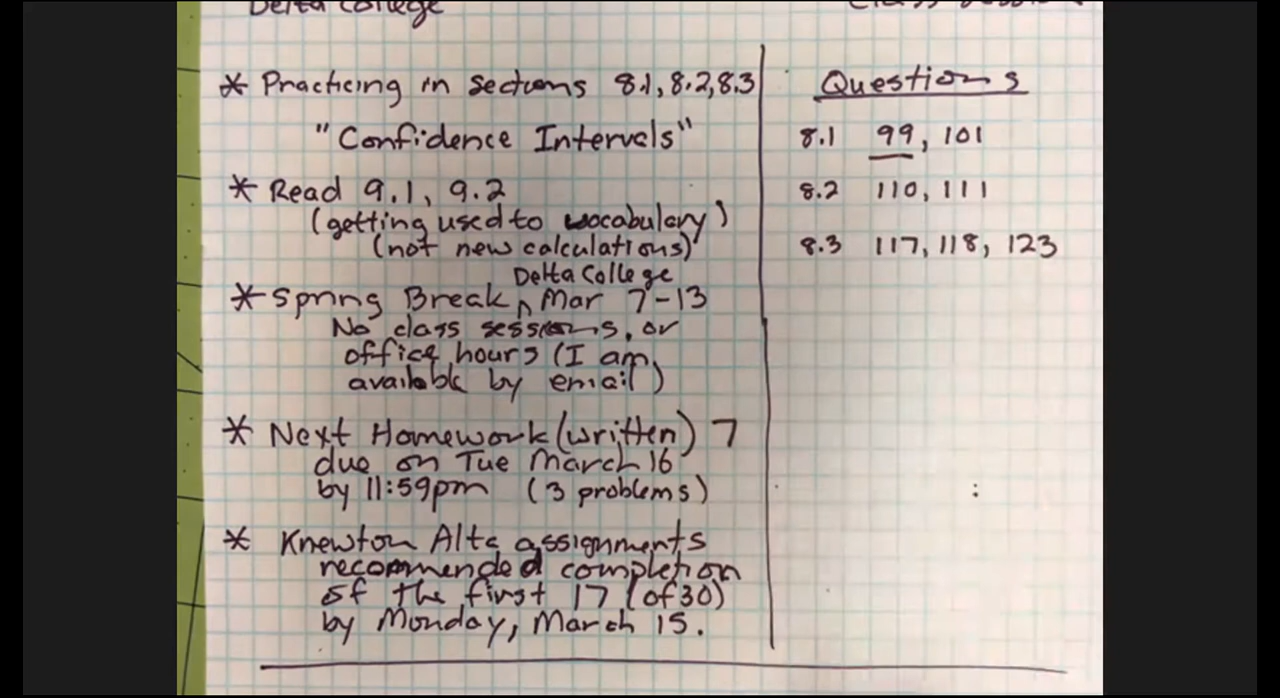 Delta College
* Practicing in Sections 8.1, 8.2, 8.3
"Confidence Intervals"
* Read 9.1, 9.2
(getting used to vocabulary)
(not new calculations)
Delta College
* Spring Break ^ Mar 7-13
No class sessions, or
office hours (I am
available by email)
* Next Homework (written) 7
due on Tue March 16
by 11:59pm (3 problems)
* Knewton Alta assignments
recommended completion
of the first 17 (of 30)
by Monday, March 15.
Class
Questions
8.1 99, 101
8.2 110, 111
8.3 117, 118, 123